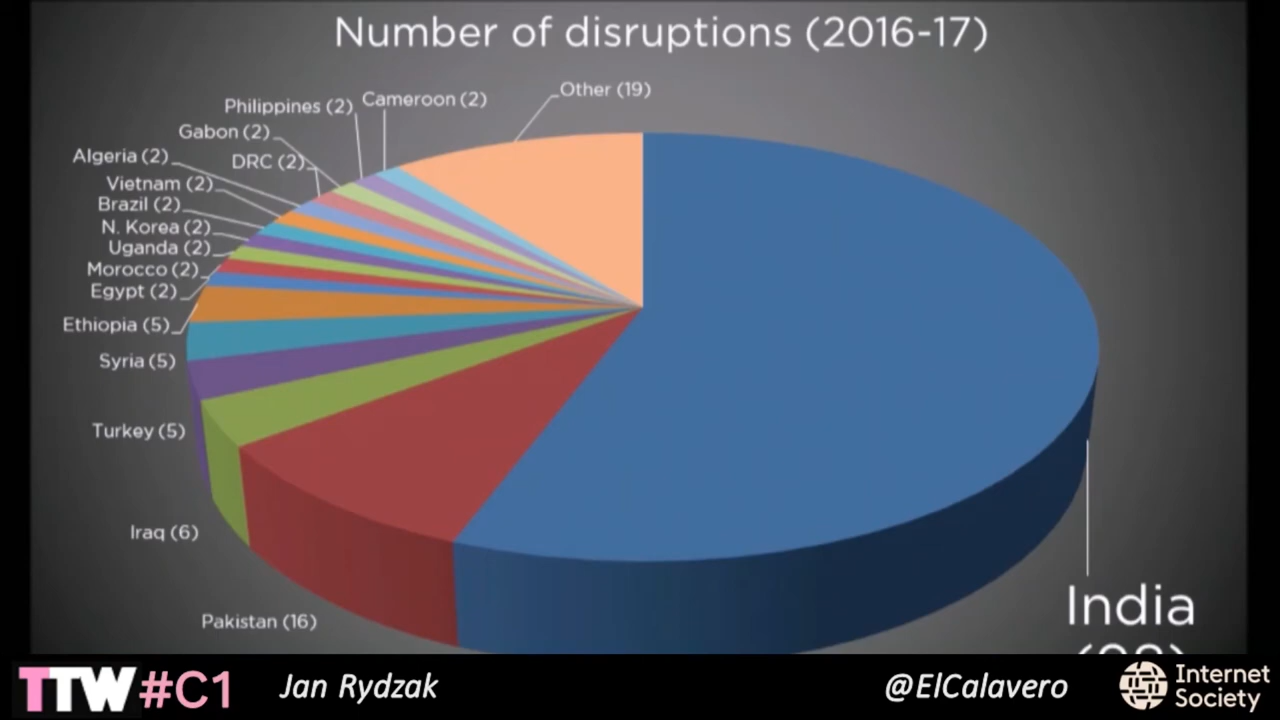 Number of disruptions (2016-17)
Other (19)
Cameroon (2)
Philippines (2)
Gabon (2)
Algeria (2)
DRC (2)
Vietnam (2)
Brazil (2)
N. Korea (2)
Uganda (2)
Morocco (2)
Egypt (2)
Ethiopia (5)
Syria (5)
Turkey (5)
Iraq (6)
Pakistan (16)
India
TTW#C1
Jan Rydzak
@ElCalavero
Internet
Society